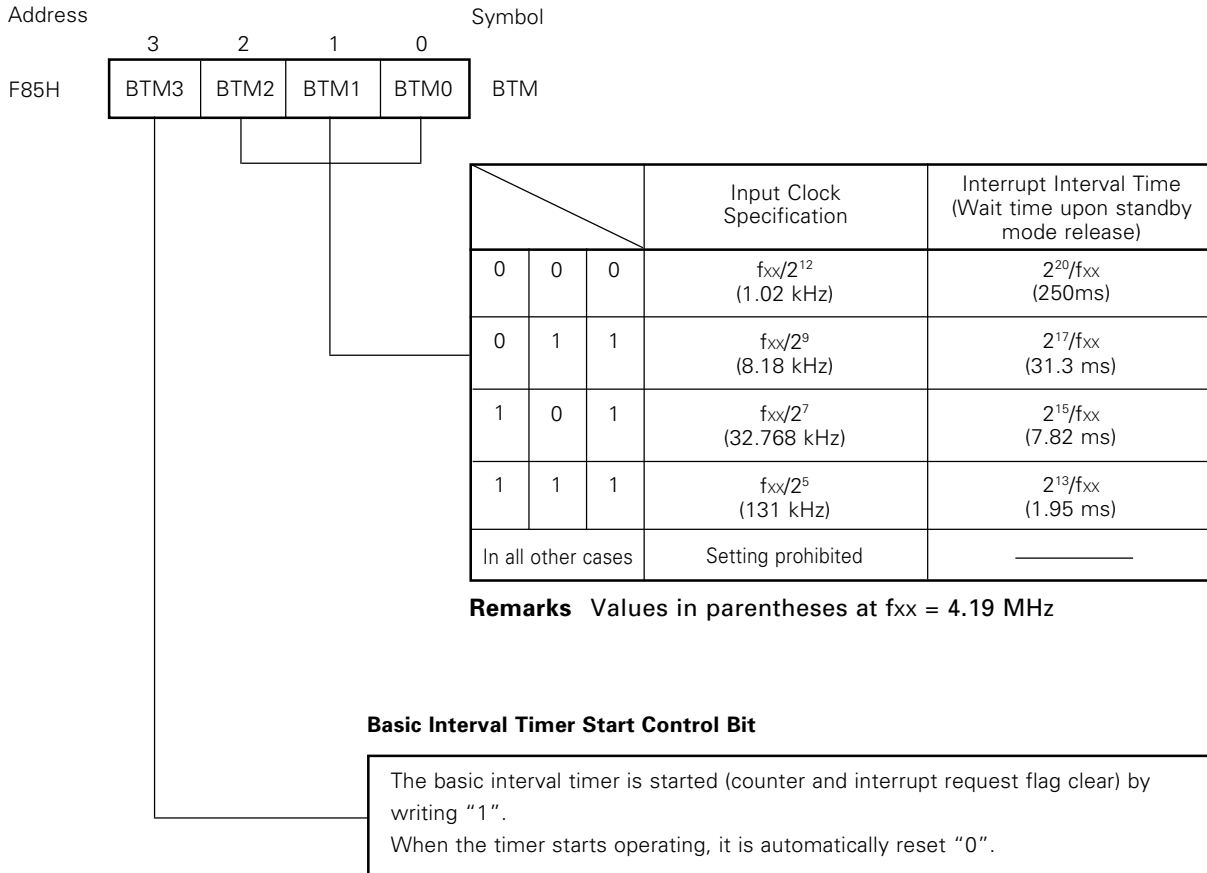 Address
Symbol
3 2 1 0
F85H BTM3 BTM2 BTM1 BTM0 BTM
Input Clock
Specification
Interrupt Interval Time
(Wait time upon standby
mode release)
0 0 0
fxx/2¹²
(1.02 kHz)
2²⁰/fxx
(250ms)
0 1 1
fxx/2⁹
(8.18 kHz)
2¹⁷/fxx
(31.3 ms)
1 0 1
fxx/2⁷
(32.768 kHz)
2¹⁵/fxx
(7.82 ms)
1 1 1
fxx/2⁵
(131 kHz)
2¹³/fxx
(1.95 ms)
In all other cases
Setting prohibited
Remarks Values in parentheses at fxx = 4.19 MHz
Basic Interval Timer Start Control Bit
The basic interval timer is started (counter and interrupt request flag clear) by
writing “1”.
When the timer starts operating, it is automatically reset “0”.